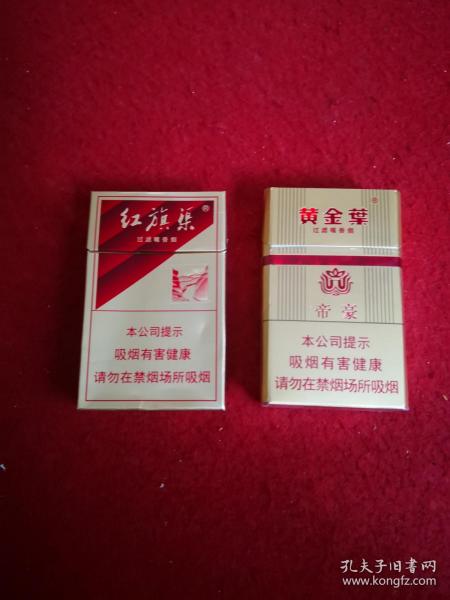 红旗渠®
过滤嘴香烟
本公司提示
吸烟有害健康
请勿在禁烟场所吸烟
黄金葉®
过滤嘴香烟
帝豪
本公司提示
吸烟有害健康
请勿在禁烟场所吸烟
孔夫子旧书网
www.kongfz.com